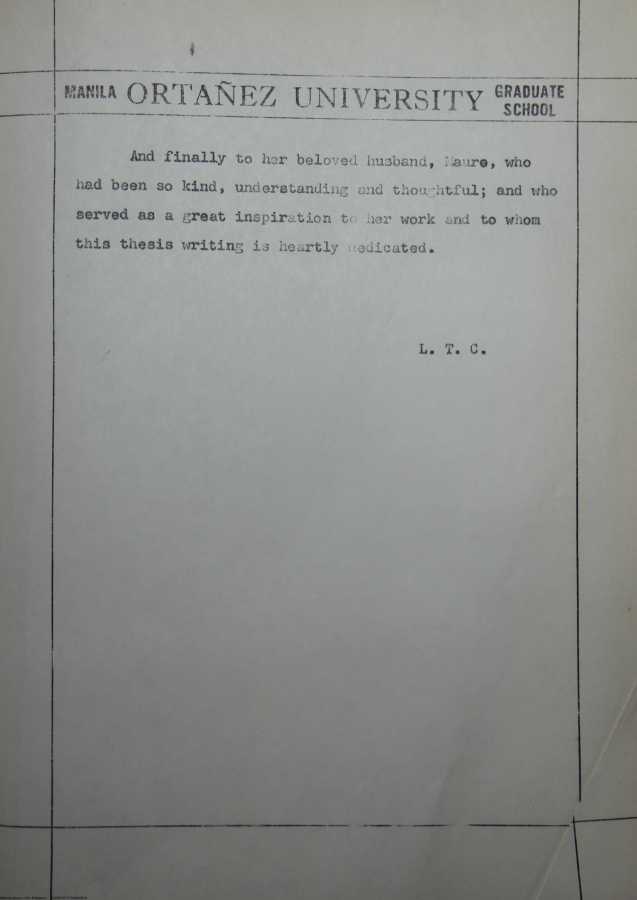 MANILA ORTAÑEZ UNIVERSITY GRADUATE SCHOOL
And finally to her beloved husband, Maure, who
had been so kind, understanding and thoughtful; and who
served as a great inspiration to her work and to whom
this thesis writing is heartly dedicated.
L. T. C.